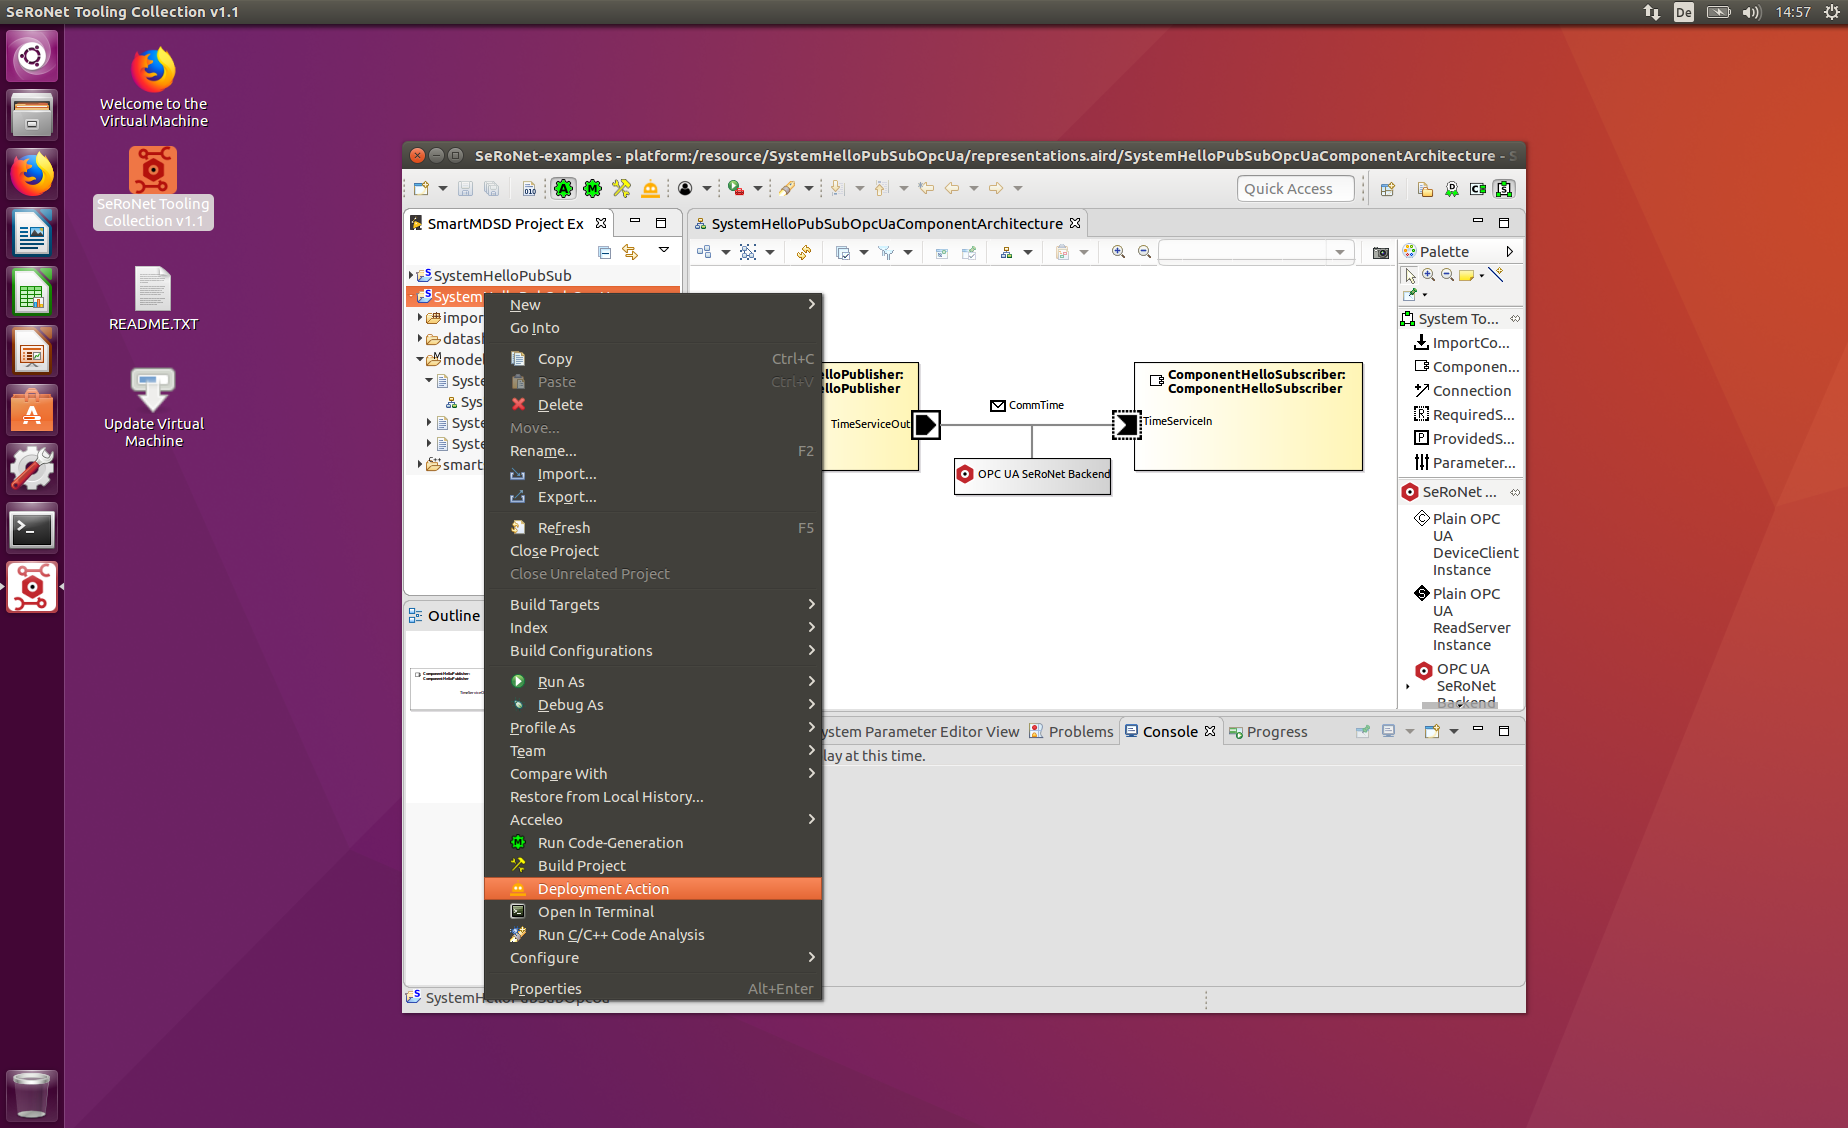 SeRoNet Tooling Collection v1.1
De
14:57
Welcome to the
Virtual Machine
SeRoNet Tooling
Collection v1.1
README.TXT
Update Virtual
Machine
SeRoNet-examples - platform:/resource/SystemHelloPubSubOpcUa/representations.aird/SystemHelloPubSubOpcUaComponentArchitecture - S
Quick Access
SmartMDSD Project Ex
SystemHelloPubSub
System
impor
datas
model
Syste
Sys
Syste
Syste
smart
Outline
SystemHelloPubSubOpcUaComponentArchitecture
New
Go Into
Copy Ctrl+C
Paste Ctrl+V
Delete
Move...
Rename... F2
Import...
Export...
Refresh F5
Close Project
Close Unrelated Project
Build Targets
Index
Build Configurations
Run As
Debug As
Profile As
Team
Compare With
Restore from Local History...
Acceleo
Run Code-Generation
Build Project
Deployment Action
Open In Terminal
Run C/C++ Code Analysis
Configure
Properties Alt+Enter
lloPublisher:
lloPublisher
TimeServiceOut
CommTime
OPC UA SeRoNet Backend
ComponentHelloSubscriber:
ComponentHelloSubscriber
TimeServiceIn
Palette
System To...
ImportCo...
Componen...
Connection
RequiredS...
ProvidedS...
Parameter...
SeRoNet ...
Plain OPC
UA
DeviceClient
Instance
Plain OPC
UA
ReadServer
Instance
OPC UA
SeRoNet
Backend
ystem Parameter Editor View
Problems
Console
Progress
lay at this time.
SystemHelloPubSubOpcUa